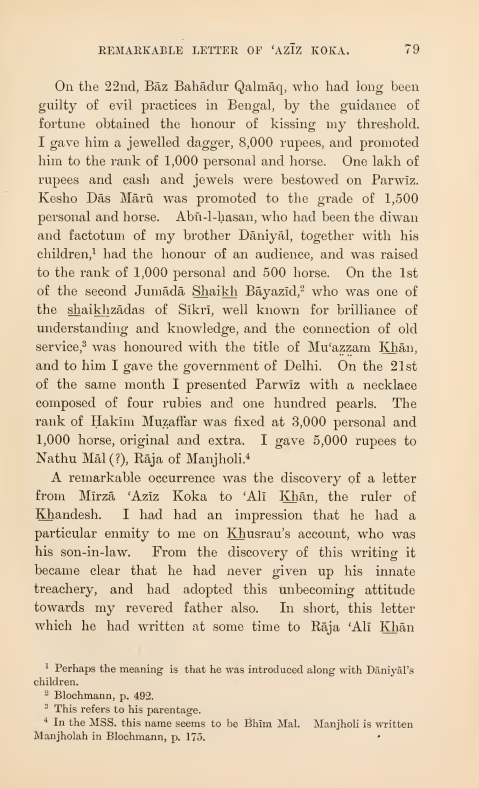 REMARKABLE LETTER OF ‘AZĪZ KOKA. 79
On the 22nd, Bāz Bahādur Qalmāq, who had long been
guilty of evil practices in Bengal, by the guidance of
fortune obtained the honour of kissing my threshold.
I gave him a jewelled dagger, 8,000 rupees, and promoted
him to the rank of 1,000 personal and horse. One lakh of
rupees and cash and jewels were bestowed on Parwīz.
Kesho Dās Mārū was promoted to the grade of 1,500
personal and horse. Abū-l-ḥasan, who had been the diwan
and factotum of my brother Dāniyāl, together with his
children,¹ had the honour of an audience, and was raised
to the rank of 1,000 personal and 500 horse. On the 1st
of the second Jumādā Shaikh Bāyazīd,² who was one of
the shaikhzādas of Sīkrī, well known for brilliance of
understanding and knowledge, and the connection of old
service,³ was honoured with the title of Mu‘az̤z̤am Khān,
and to him I gave the government of Delhi. On the 21st
of the same month I presented Parwīz with a necklace
composed of four rubies and one hundred pearls. The
rank of Ḥakīm Muz̤affar was fixed at 3,000 personal and
1,000 horse, original and extra. I gave 5,000 rupees to
Nathu Māl (?), Rāja of Manjholi.⁴
A remarkable occurrence was the discovery of a letter
from Mīrzā ‘Azīz Koka to ‘Alī Khān, the ruler of
Khandesh. I had had an impression that he had a
particular enmity to me on Khusrau's account, who was
his son-in-law. From the discovery of this writing it
became clear that he had never given up his innate
treachery, and had adopted this unbecoming attitude
towards my revered father also. In short, this letter
which he had written at some time to Rāja ‘Alī Khān
¹ Perhaps the meaning is that he was introduced along with Dāniyāl's
children.
² Blochmann, p. 492.
³ This refers to his parentage.
⁴ In the MSS. this name seems to be Bhīm Mal. Manjholi is written
Manjholah in Blochmann, p. 175.